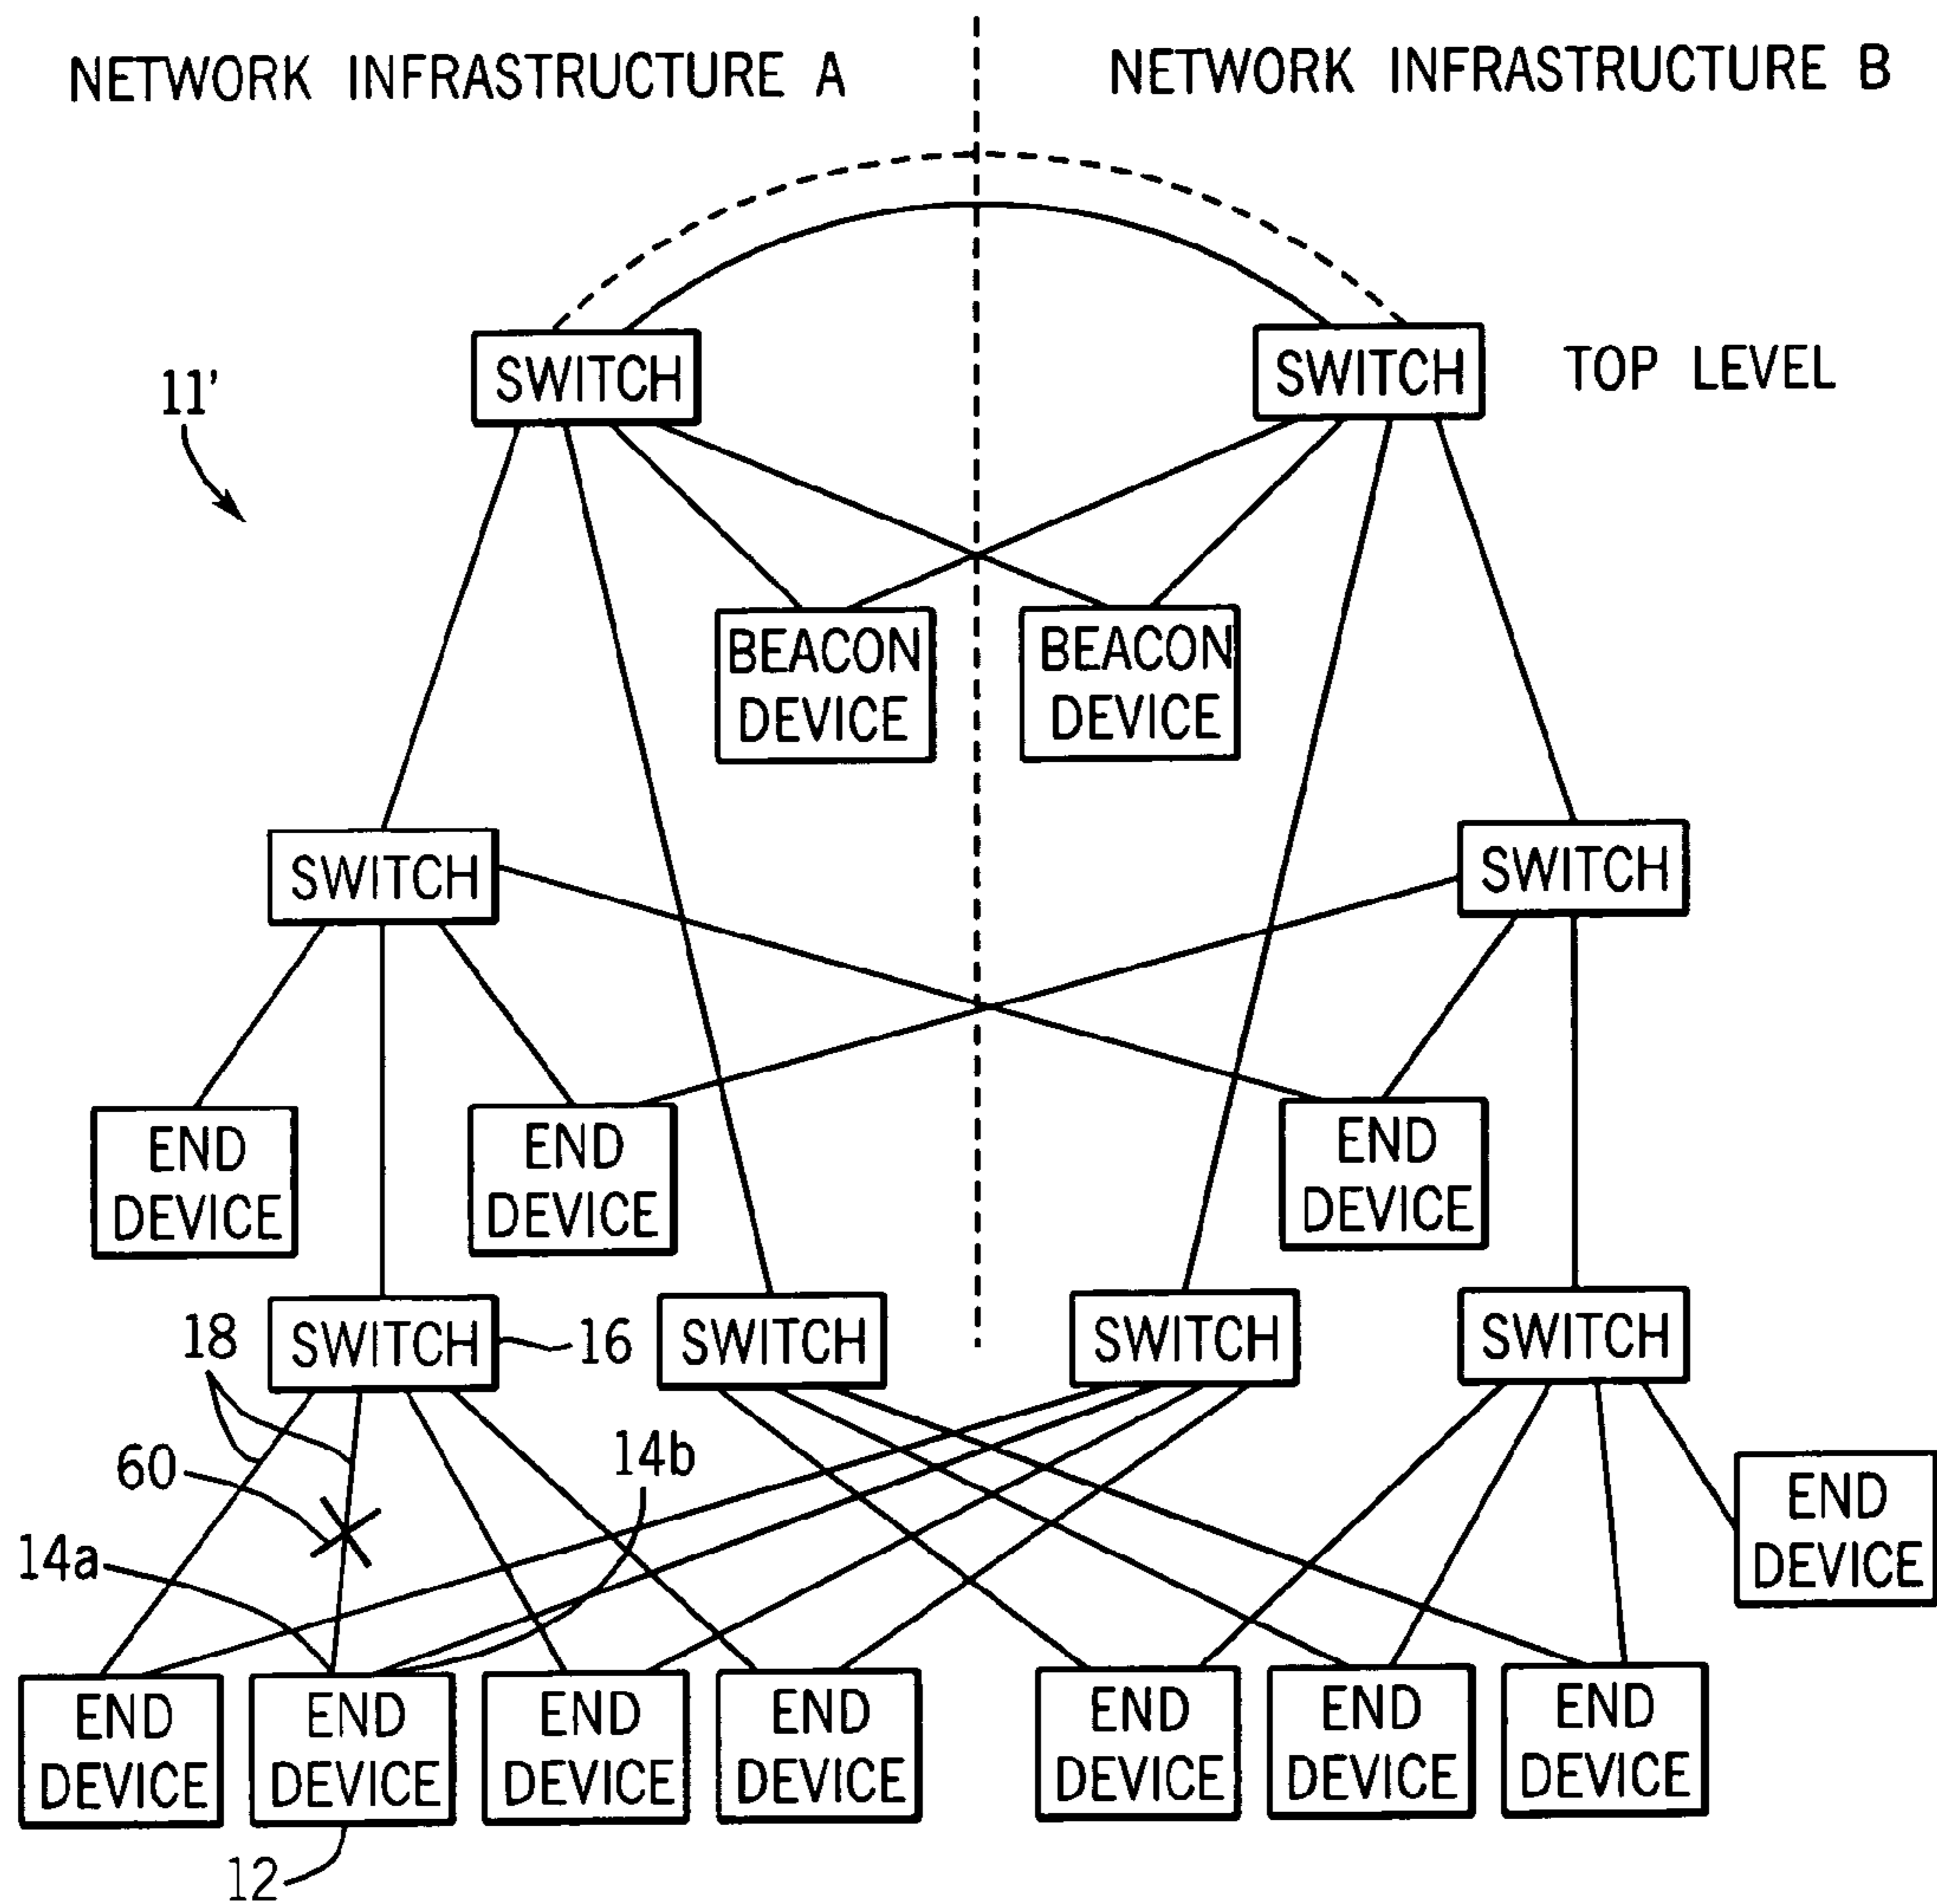 NETWORK INFRASTRUCTURE A
NETWORK INFRASTRUCTURE B
SWITCH
SWITCH
TOP LEVEL
11'
BEACON
DEVICE
BEACON
DEVICE
SWITCH
SWITCH
END
DEVICE
END
DEVICE
END
DEVICE
18
SWITCH
16
SWITCH
SWITCH
SWITCH
60
14b
14a
END
DEVICE
END
DEVICE
END
DEVICE
END
DEVICE
END
DEVICE
END
DEVICE
END
DEVICE
END
DEVICE
12